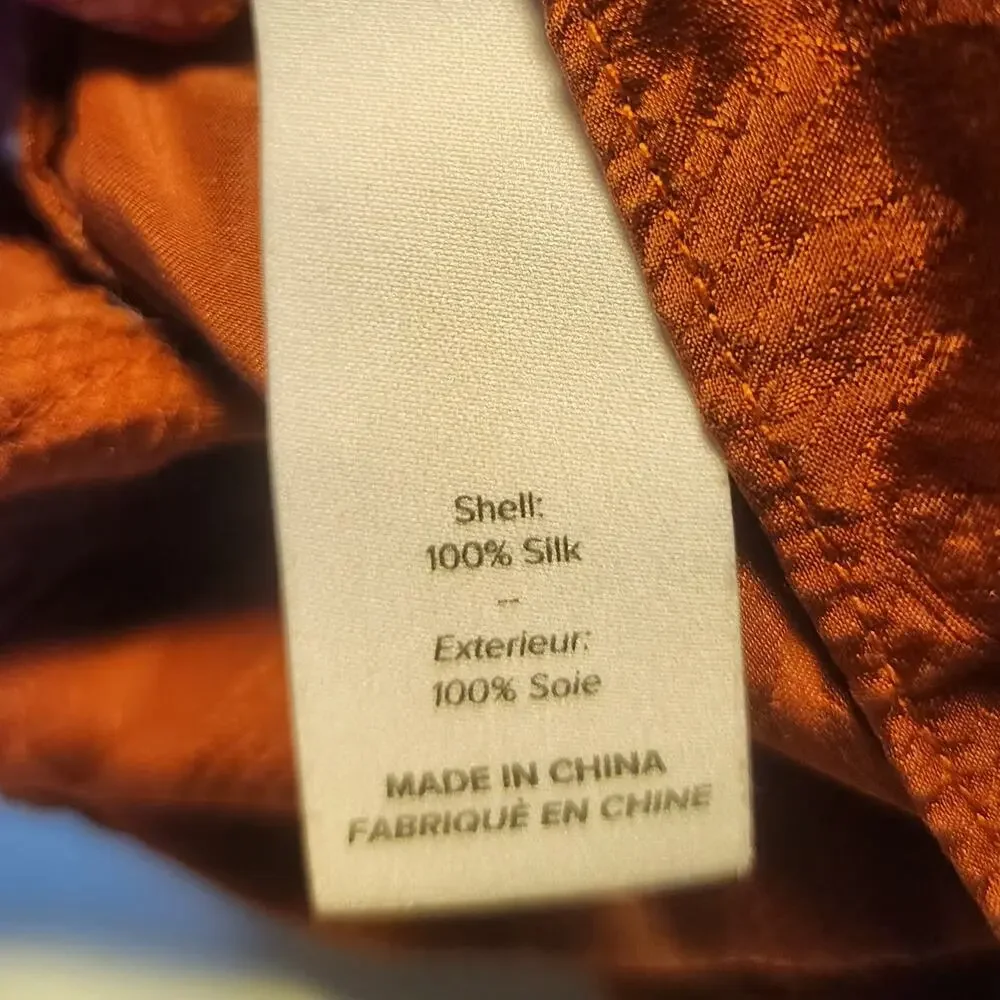 Shell:
100% Silk
--
Exterieur:
100% Soie
MADE IN CHINA
FABRIQUÈ EN CHINE